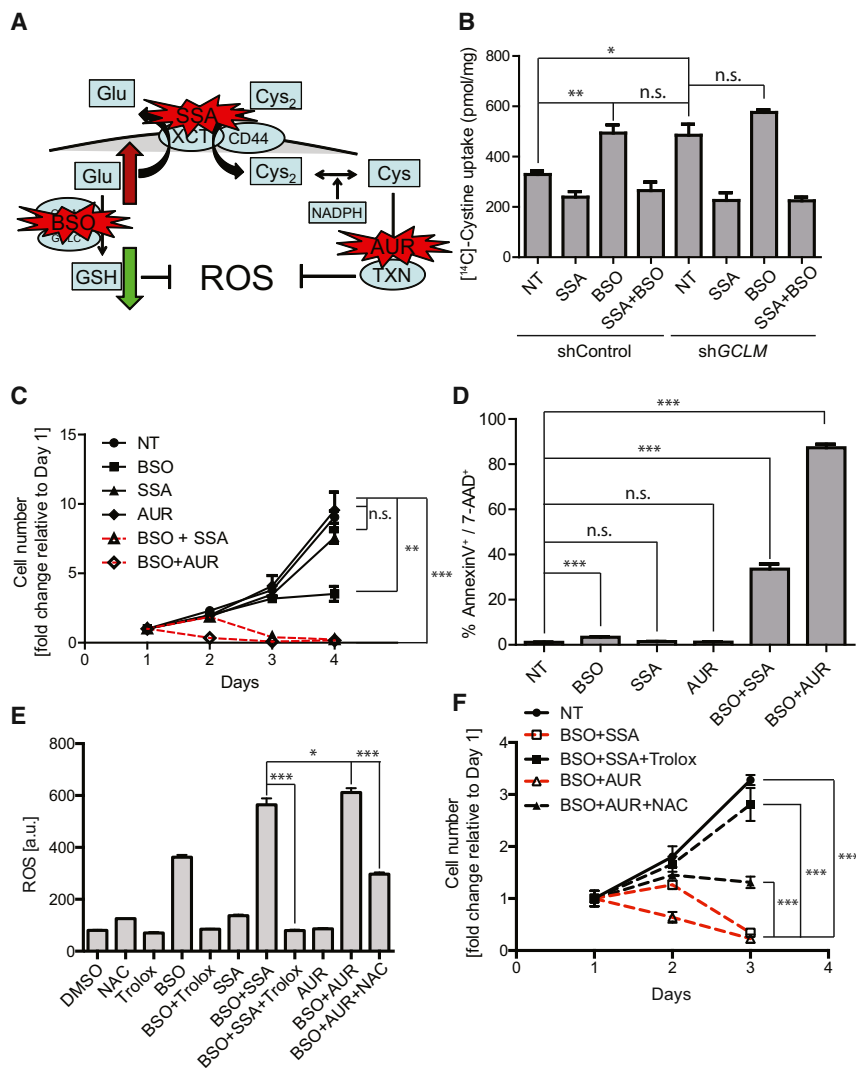 A
Glu
SSA
Cys2
XCT
CD44
Glu
Cys2
Cys
NADPH
BSO
AUR
GSH
ROS
TXN
B
[14C]-Cystine uptake (pmol/mg)
800
600
400
200
0
*
**
n.s.
n.s.
NT
SSA
BSO
SSA+BSO
NT
SSA
BSO
SSA+BSO
shControl
shGCLM
C
Cell number
[fold change relative to Day 1]
15
10
5
0
NT
BSO
SSA
AUR
BSO + SSA
BSO+AUR
n.s.
**
***
0
1
2
3
4
Days
D
% AnnexinV+ / 7-AAD+
100
80
60
40
20
0
***
***
n.s.
n.s.
***
NT
BSO
SSA
AUR
BSO+SSA
BSO+AUR
E
ROS [a.u.]
800
600
400
200
0
*
***
***
DMSO
NAC
Trolox
BSO
BSO+Trolox
SSA
BSO+SSA
BSO+SSA+Trolox
AUR
BSO+AUR
BSO+AUR+NAC
F
NT
BSO+SSA
BSO+SSA+Trolox
BSO+AUR
BSO+AUR+NAC
Cell number
[fold change relative to Day 1]
4
3
2
1
0
***
***
***
0
1
2
3
4
Days